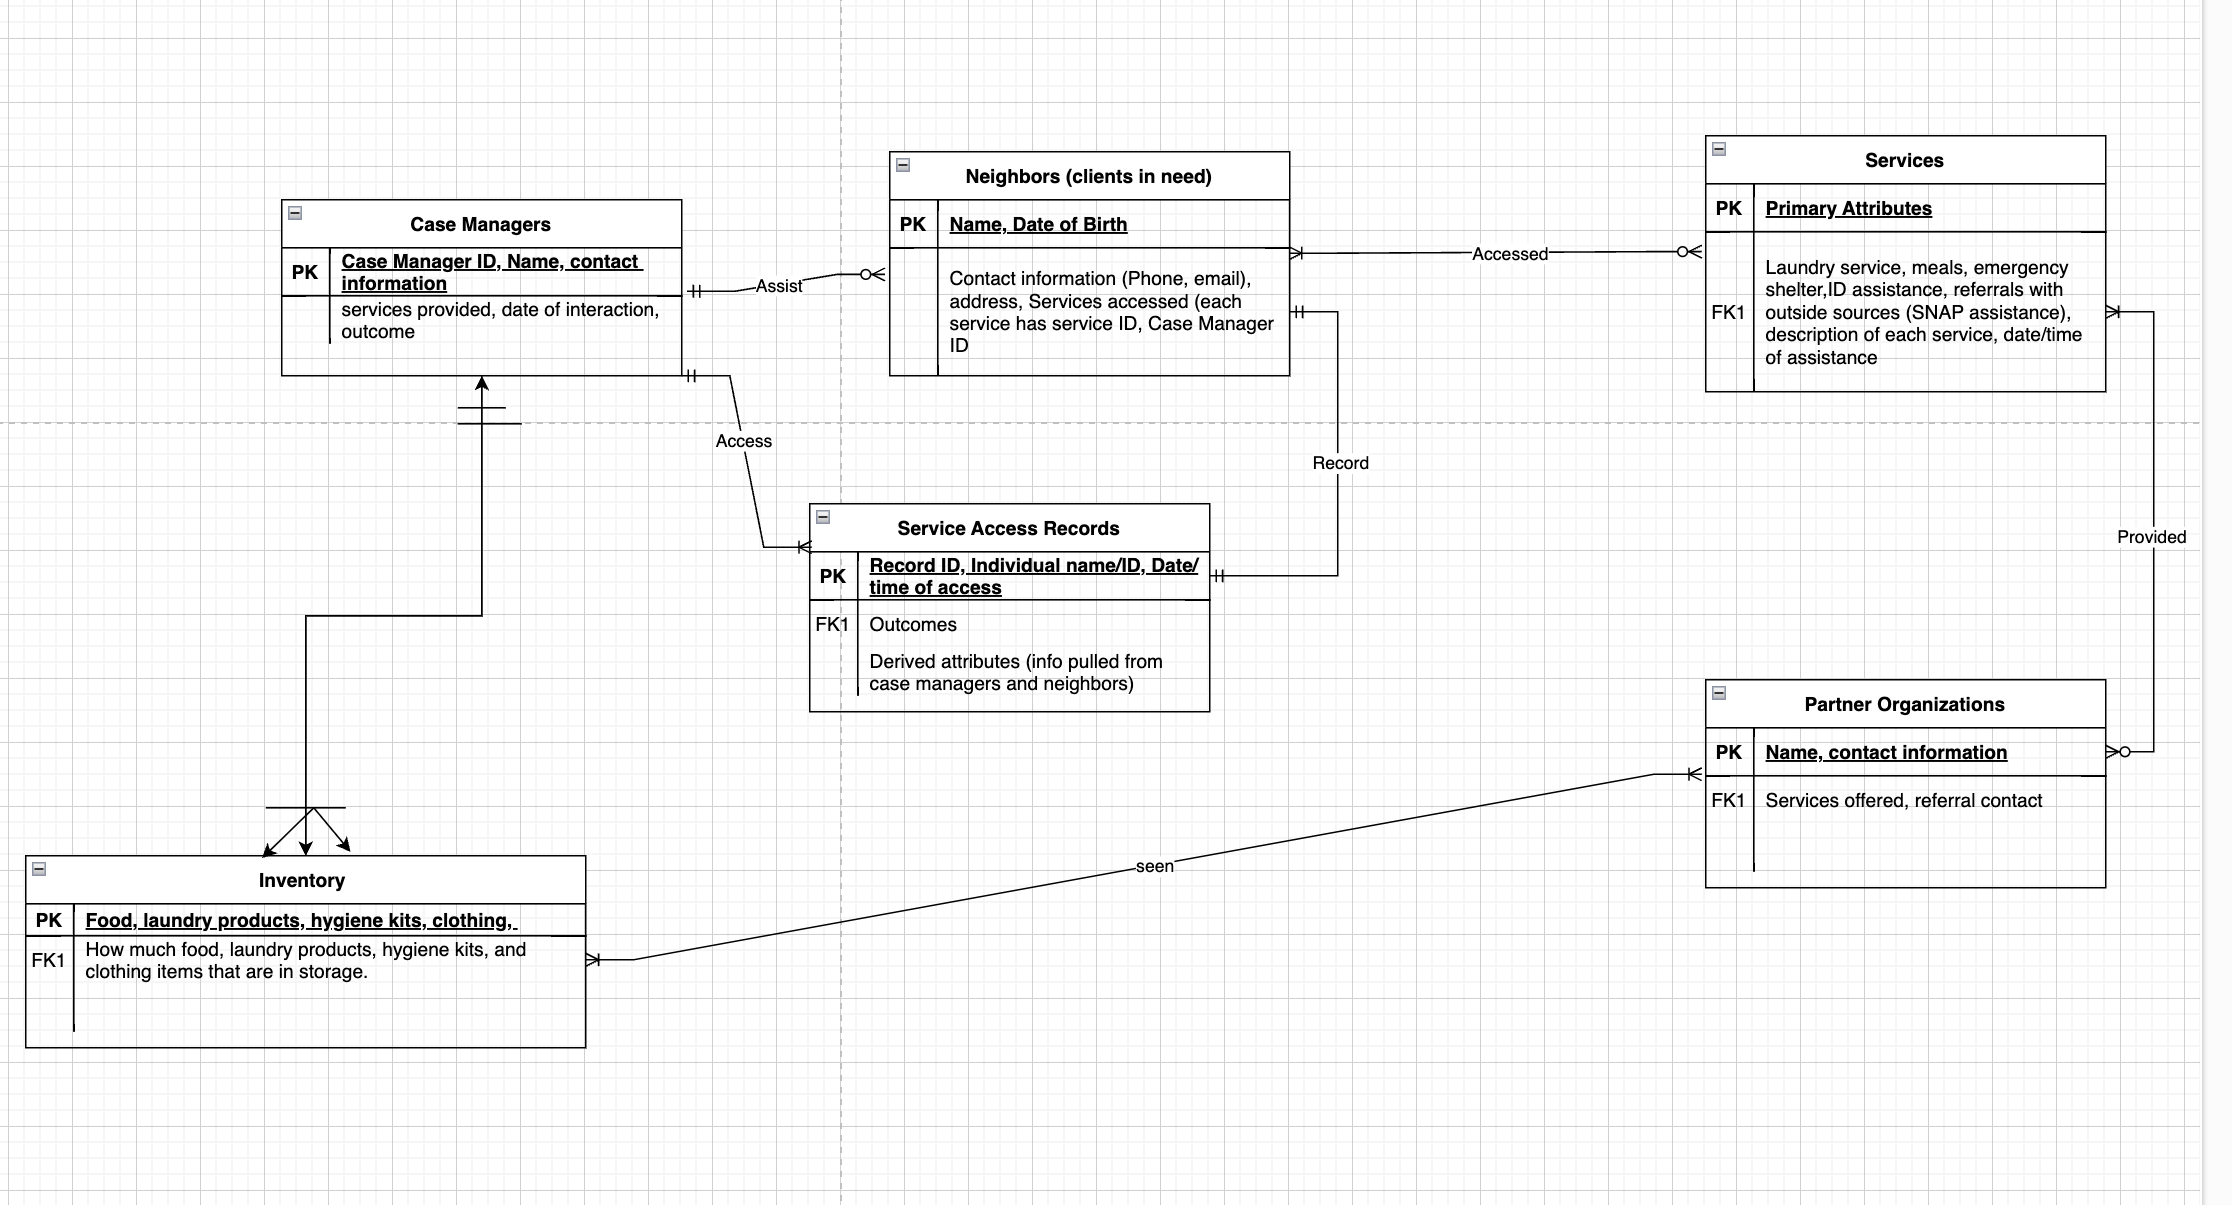 Case Managers
PK
Case Manager ID, Name, contact
information
services provided, date of interaction,
outcome
Assist
Neighbors (clients in need)
PK
Name, Date of Birth
Contact information (Phone, email),
address, Services accessed (each
service has service ID, Case Manager
ID
Accessed
Services
PK
Primary Attributes
FK1
Laundry service, meals, emergency
shelter,ID assistance, referrals with
outside sources (SNAP assistance),
description of each service, date/time
of assistance
Access
Record
Service Access Records
PK
Record ID, Individual name/ID, Date/
time of access
FK1
Outcomes
Derived attributes (info pulled from
case managers and neighbors)
Provided
Partner Organizations
PK
Name, contact information
FK1
Services offered, referral contact
seen
Inventory
PK
Food, laundry products, hygiene kits, clothing,
FK1
How much food, laundry products, hygiene kits, and
clothing items that are in storage.